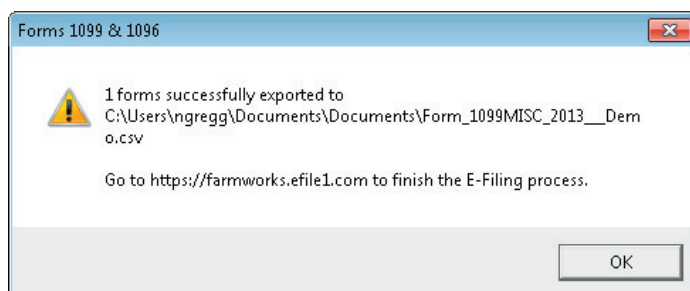 Forms 1099 & 1096
1 forms successfully exported to
C:\Users\ngregg\Documents\Documents\Form_1099MISC_2013__Dem
o.csv
Go to https://farmworks.efile1.com to finish the E-Filing process.
OK